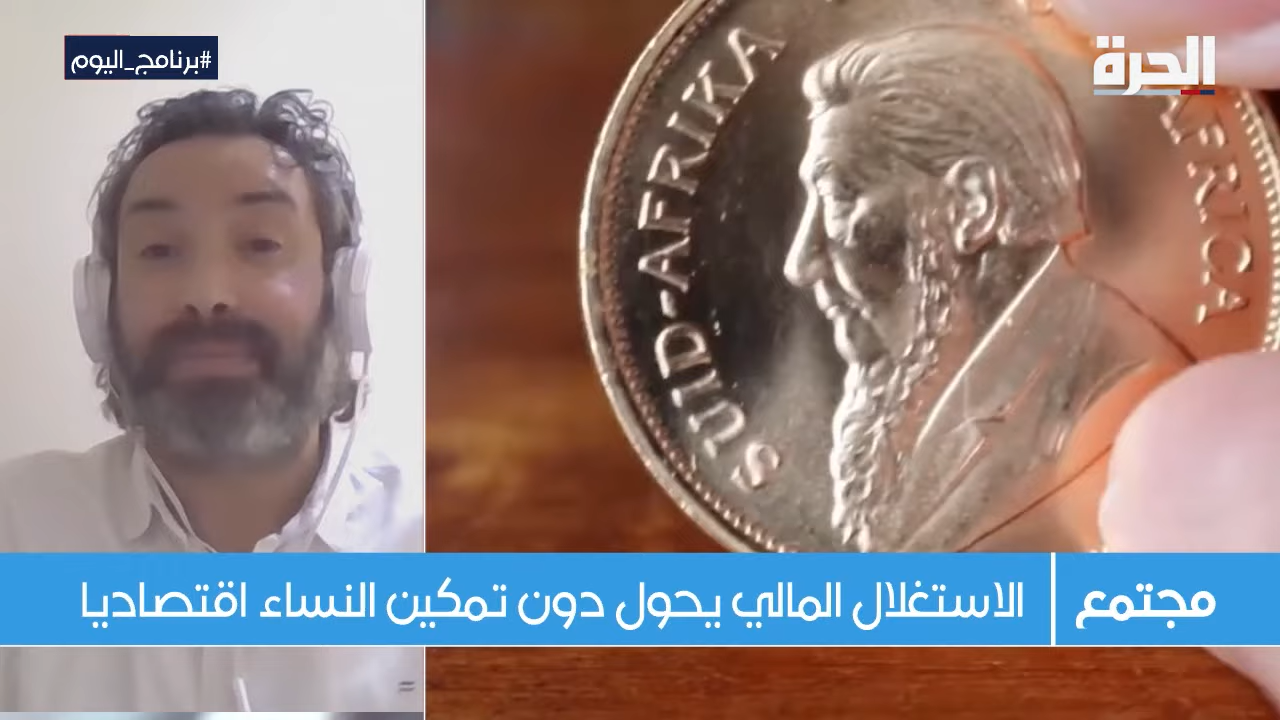 #برنامج_اليوم
الحرة
SUID-AFRIKA
AFRICA
مجتمع
الاستغلال المالي يحول دون تمكين النساء اقتصاديا